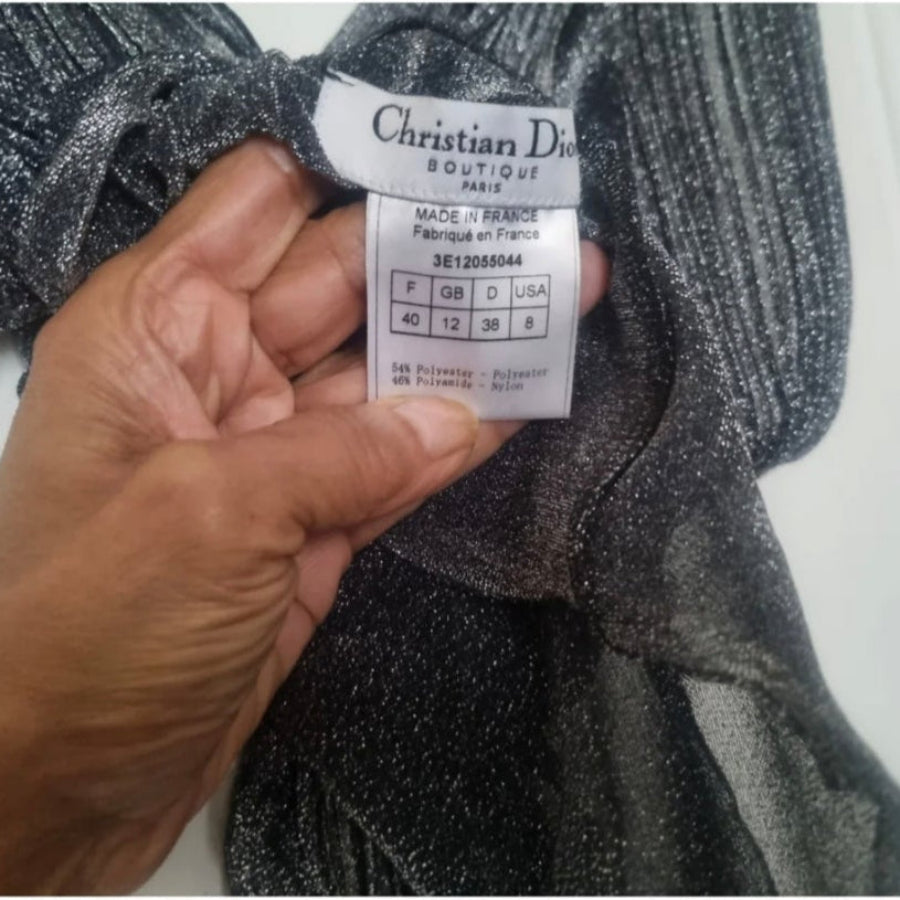 Christian Dio
BOUTIQUE
PARIS
MADE IN FRANCE
Fabriqué en France
3E12055044
F GB D USA
40 12 38 8
54% Polyester - Polyester
46% Polyamide - Nylon